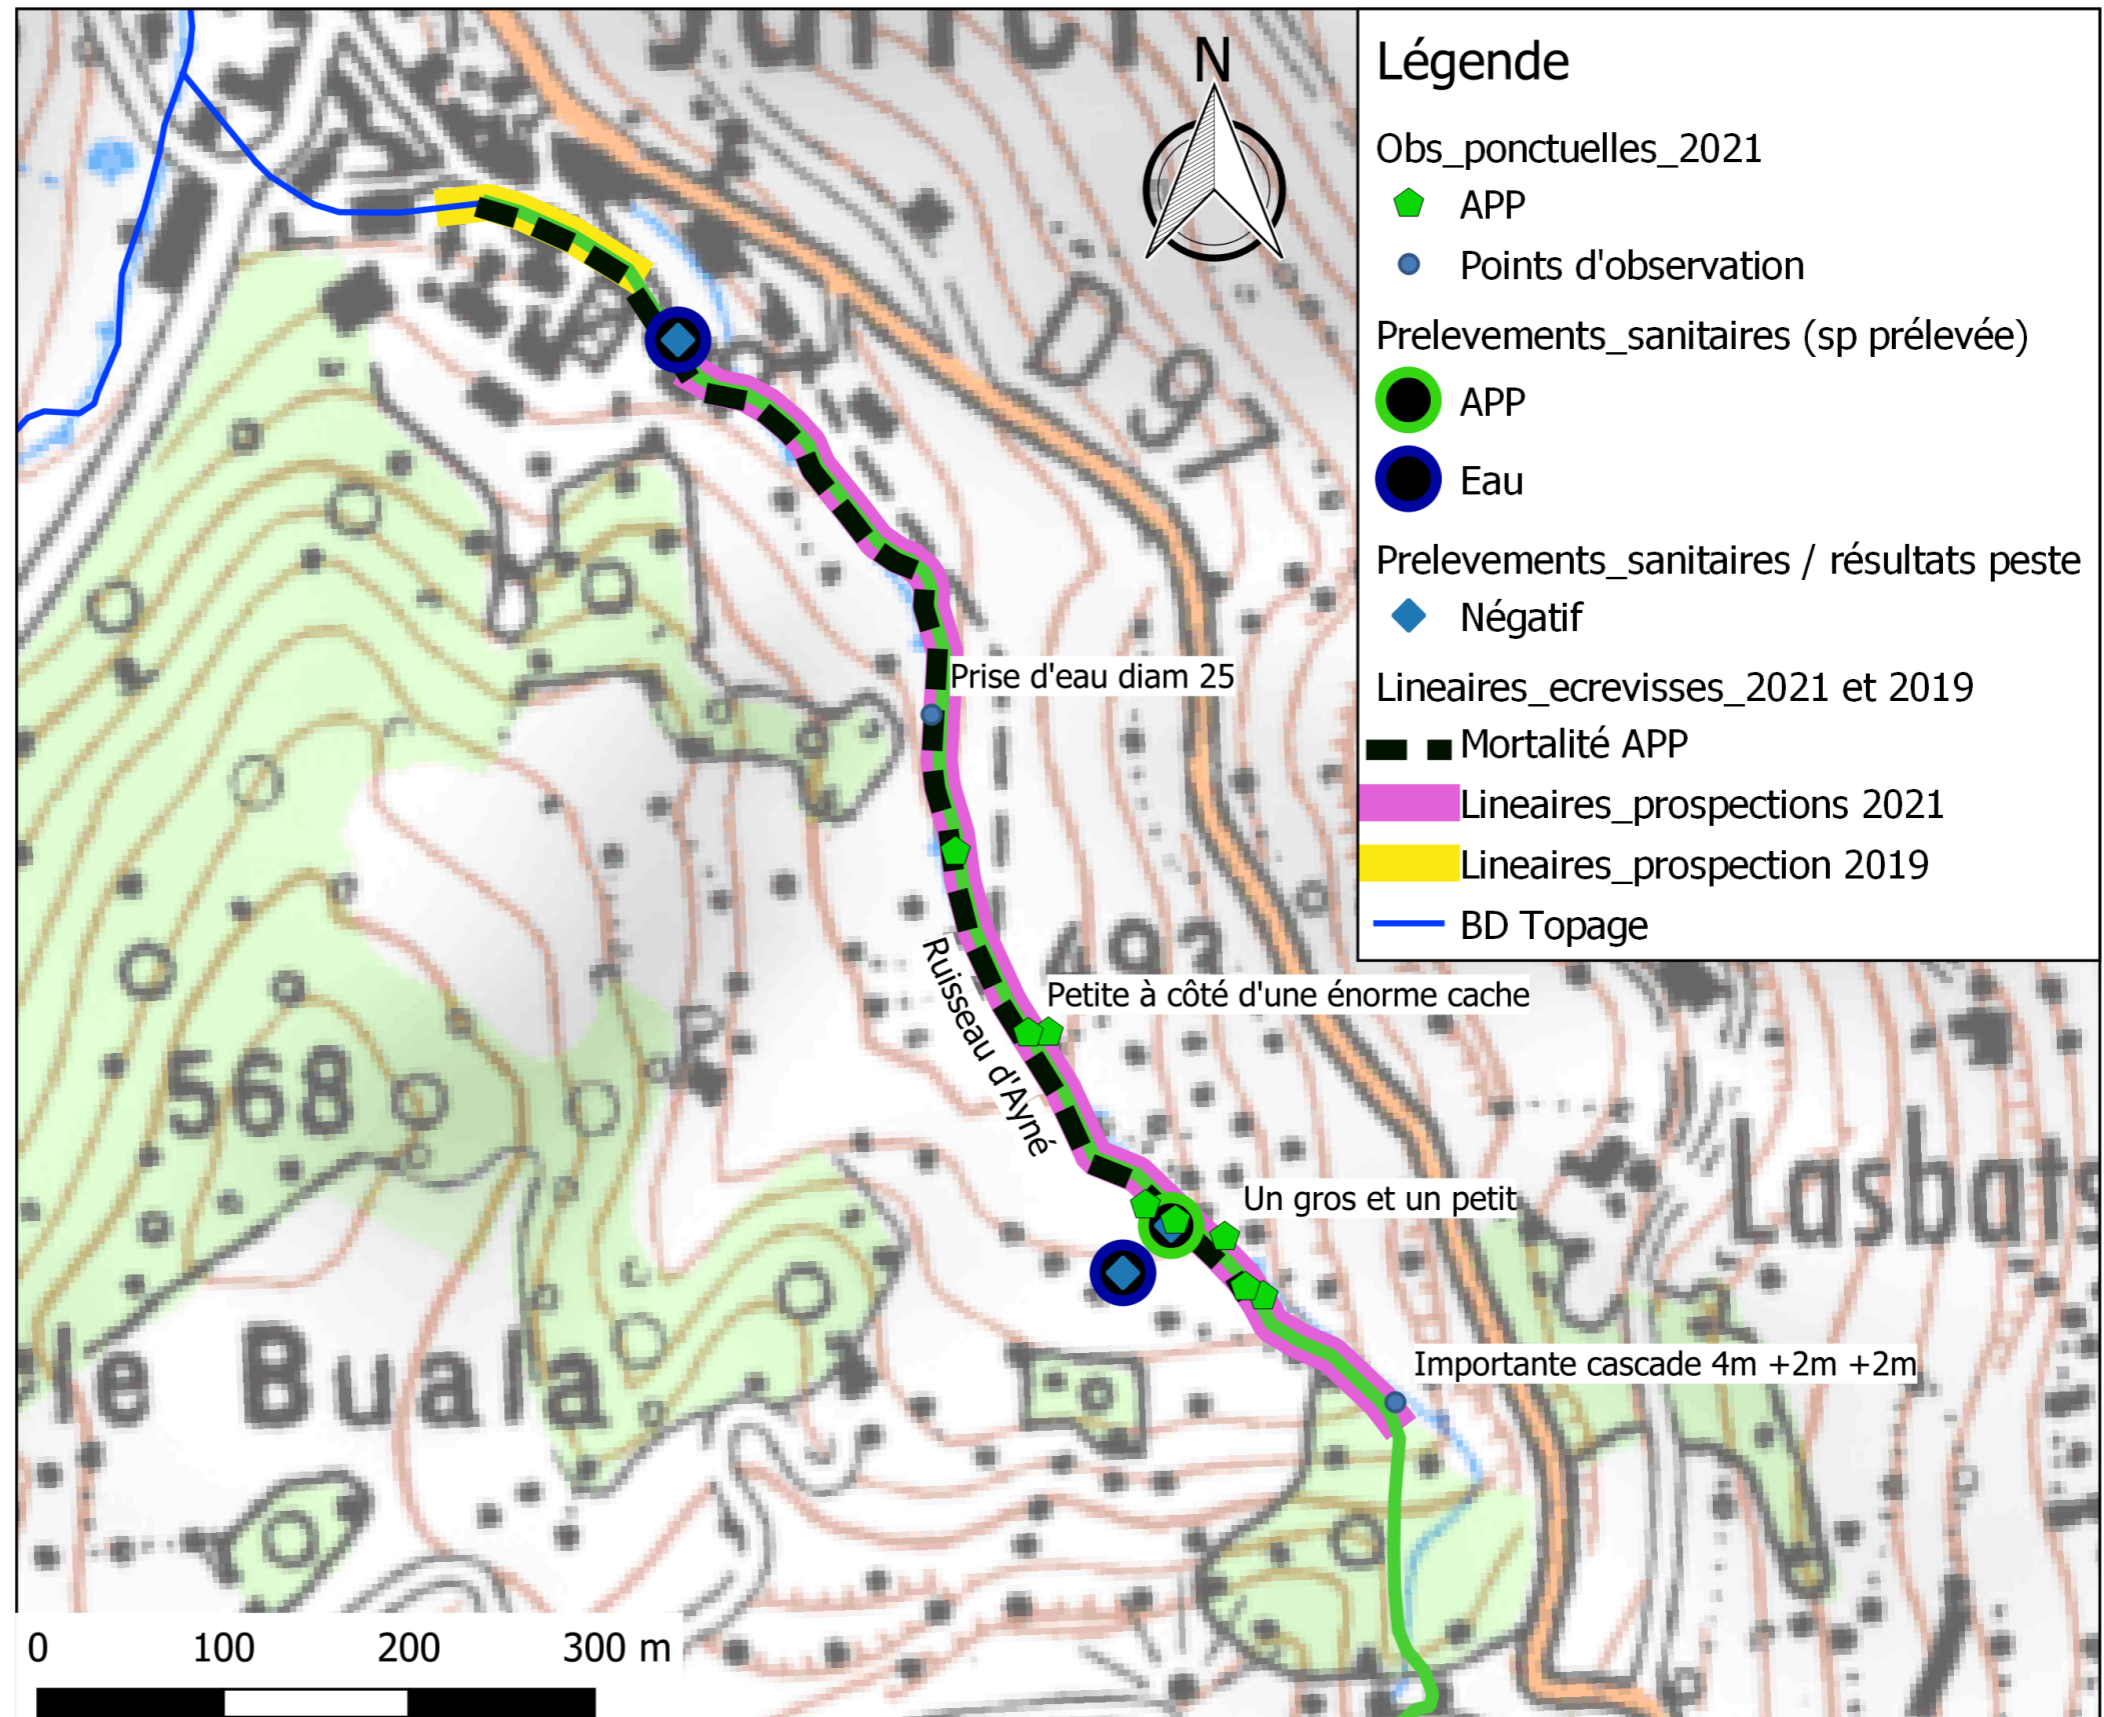 N
D 97
Prise d'eau diam 25
493
Petite à côté d'une énorme cache
Ruisseau d'Ayné
568
Un gros et un petit
Lasbats
le Buala
Importante cascade 4m +2m +2m
0 100 200 300 m
Légende
Obs_ponctuelles_2021
APP
Points d'observation
Prelevements_sanitaires (sp prélevée)
APP
Eau
Prelevements_sanitaires / résultats peste
Négatif
Lineaires_ecrevisses_2021 et 2019
Mortalité APP
Lineaires_prospections 2021
Lineaires_prospection 2019
BD Topage